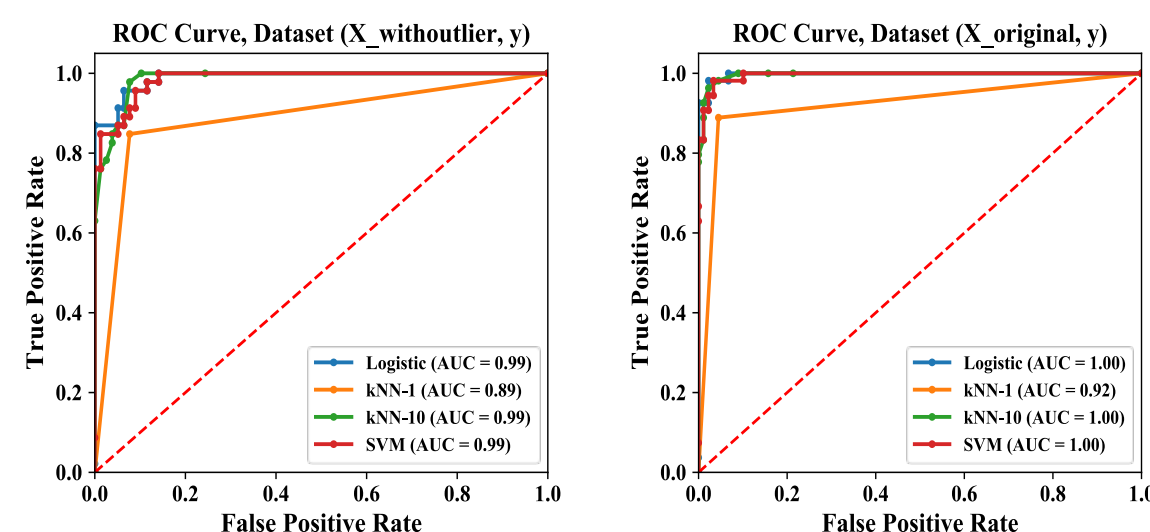 ROC Curve, Dataset (X_withoutlier, y)
True Positive Rate
1.0
0.8
0.6
0.4
0.2
0.0
Logistic (AUC = 0.99)
kNN-1 (AUC = 0.89)
kNN-10 (AUC = 0.99)
SVM (AUC = 0.99)
0.0 0.2 0.4 0.6 0.8 1.0
False Positive Rate
ROC Curve, Dataset (X_original, y)
True Positive Rate
1.0
0.8
0.6
0.4
0.2
0.0
Logistic (AUC = 1.00)
kNN-1 (AUC = 0.92)
kNN-10 (AUC = 1.00)
SVM (AUC = 1.00)
0.0 0.2 0.4 0.6 0.8 1.0
False Positive Rate